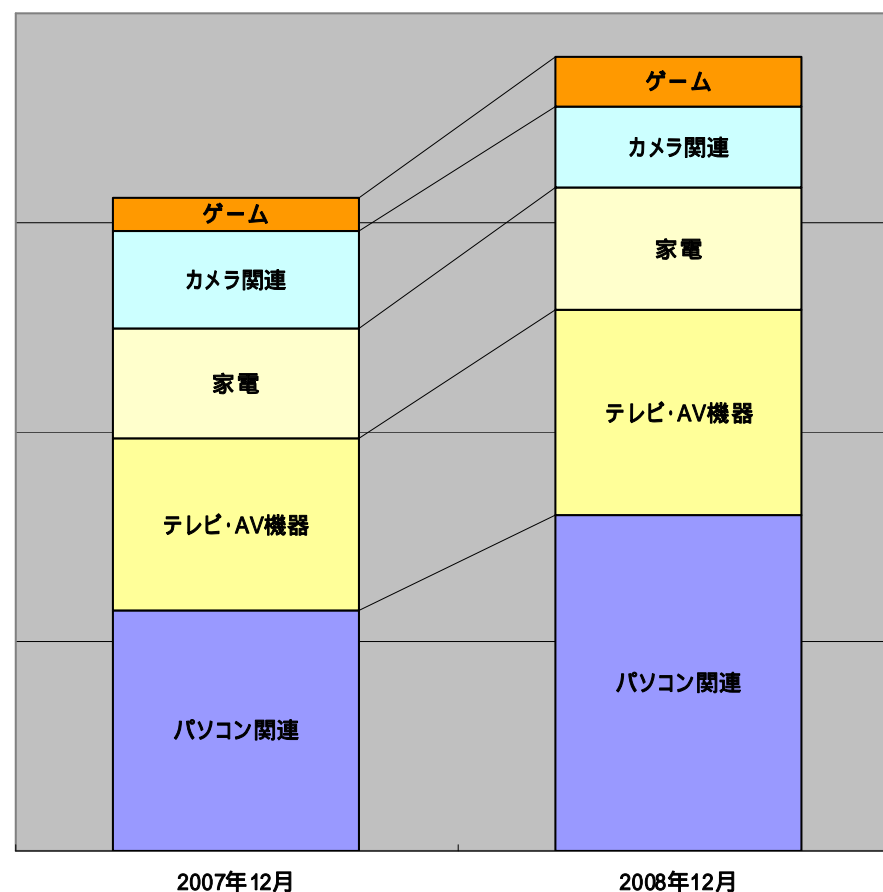 ゲーム
カメラ関連
家電
テレビ・AV機器
パソコン関連
2007年12月
ゲーム
カメラ関連
家電
テレビ・AV機器
パソコン関連
2008年12月